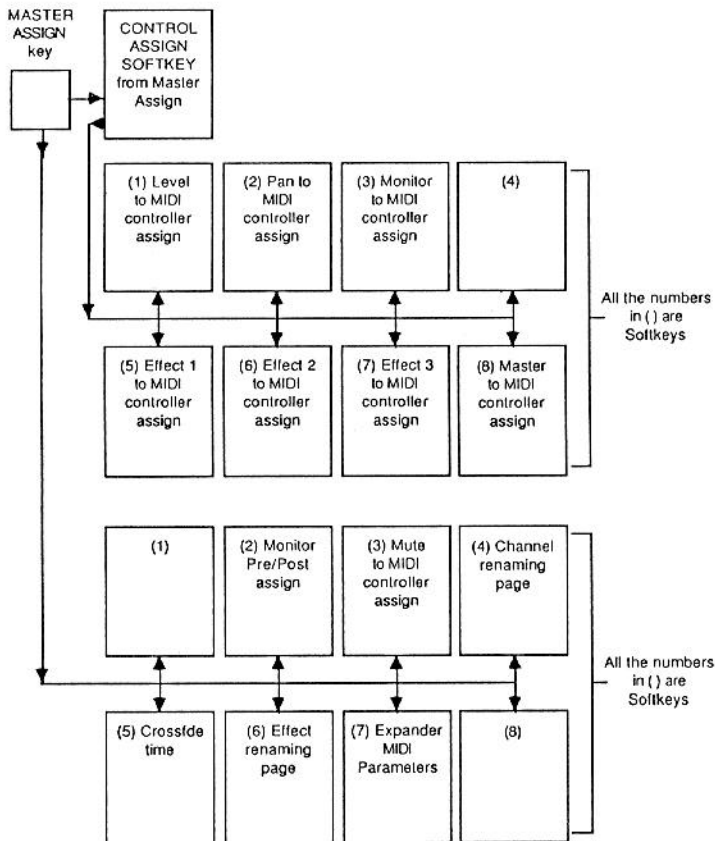 MASTER
ASSIGN
key
CONTROL
ASSIGN
SOFTKEY
from Master
Assign
(1) Level
to MIDI
controller
assign
(2) Pan to
MIDI
controller
assign
(3) Monitor
to MIDI
controller
assign
(4)
All the numbers
in ( ) are
Softkeys
(5) Effect 1
to MIDI
controller
assign
(6) Effect 2
to MIDI
controller
assign
(7) Effect 3
to MIDI
controller
assign
(8) Master
to MIDI
controller
assign
(1)
(2) Monitor
Pre/Post
assign
(3) Mute
to MIDI
controller
assign
(4) Channel
renaming
page
All the numbers
in ( ) are
Softkeys
(5) Crossfde
time
(6) Effect
renaming
page
(7) Expander
MIDI
Parameters
(8)